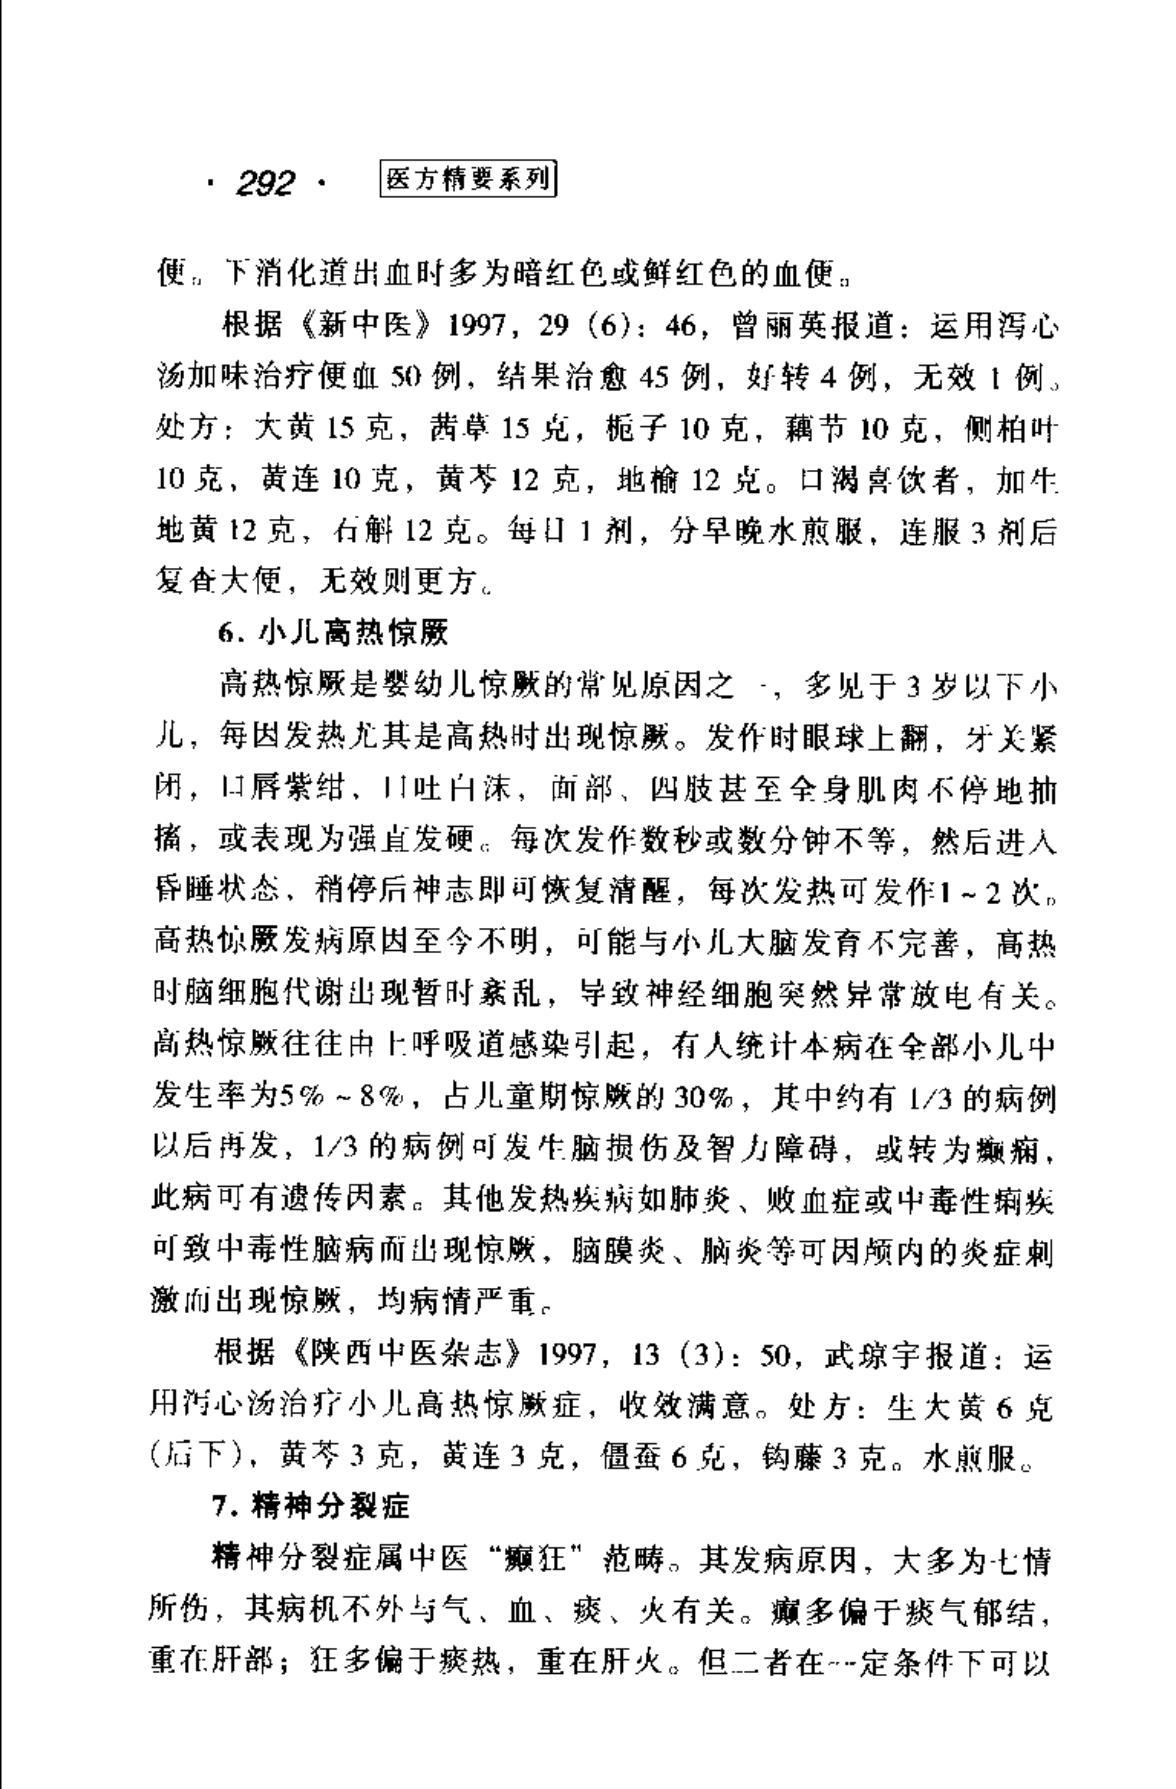 · 292 · 医方精要系列
便。下消化道出血时多为暗红色或鲜红色的血便。
根据《新中医》1997，29（6）：46，曾丽英报道：运用泻心
汤加味治疗便血 50 例，结果治愈 45 例，好转 4 例，无效 1 例。
处方：大黄 15 克，茜草 15 克，栀子 10 克，藕节 10 克，侧柏叶
10 克，黄连 10 克，黄芩 12 克，地榆 12 克。口渴喜饮者，加生
地黄 12 克，石斛 12 克。每日 1 剂，分早晚水煎服，连服 3 剂后
复查大便，无效则更方。
6. 小儿高热惊厥
高热惊厥是婴幼儿惊厥的常见原因之一，多见于 3 岁以下小
儿，每因发热尤其是高热时出现惊厥。发作时眼球上翻，牙关紧
闭，口唇紫绀，口吐白沫，面部、四肢甚至全身肌肉不停地抽
搐，或表现为强直发硬。每次发作数秒或数分钟不等，然后进入
昏睡状态，稍停后神志即可恢复清醒，每次发热可发作1～2 次。
高热惊厥发病原因至今不明，可能与小儿大脑发育不完善，高热
时脑细胞代谢出现暂时紊乱，导致神经细胞突然异常放电有关。
高热惊厥往往由上呼吸道感染引起，有人统计本病在全部小儿中
发生率为5%～8%，占儿童期惊厥的 30%，其中约有 1/3 的病例
以后再发，1/3 的病例可发生脑损伤及智力障碍，或转为癫痫，
此病可有遗传因素。其他发热疾病如肺炎、败血症或中毒性痢疾
可致中毒性脑病而出现惊厥，脑膜炎、脑炎等可因颅内的炎症刺
激而出现惊厥，均病情严重。
根据《陕西中医杂志》1997，13（3）：50，武琼宇报道：运
用泻心汤治疗小儿高热惊厥症，收效满意。处方：生大黄 6 克
（后下），黄芩 3 克，黄连 3 克，僵蚕 6 克，钩藤 3 克。水煎服。
7. 精神分裂症
精神分裂症属中医“癫狂”范畴。其发病原因，大多为七情
所伤，其病机不外与气、血、痰、火有关。癫多偏于痰气郁结，
重在肝部；狂多偏于痰热，重在肝火。但二者在一定条件下可以